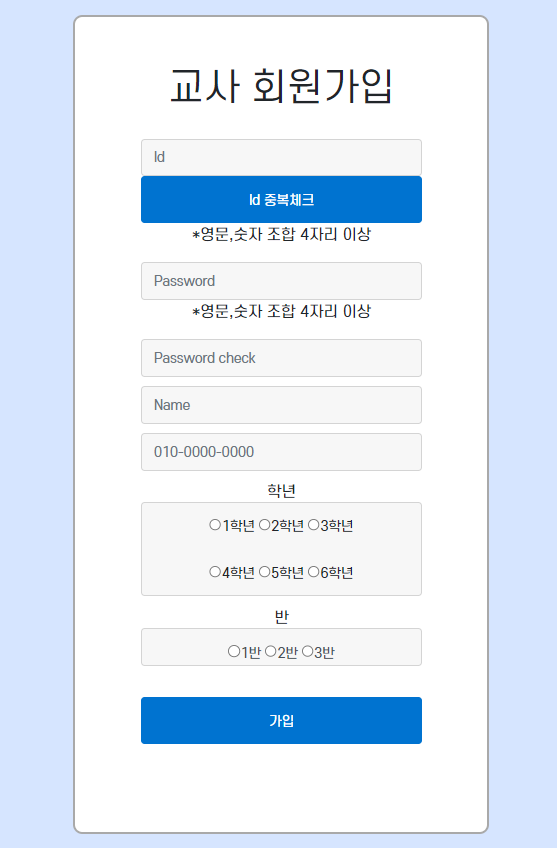 교사 회원가입
Id
Id 중복체크
*영문,숫자 조합 4자리 이상
Password
*영문,숫자 조합 4자리 이상
Password check
Name
010-0000-0000
학년
1학년 2학년 3학년
4학년 5학년 6학년
반
1반 2반 3반
가입